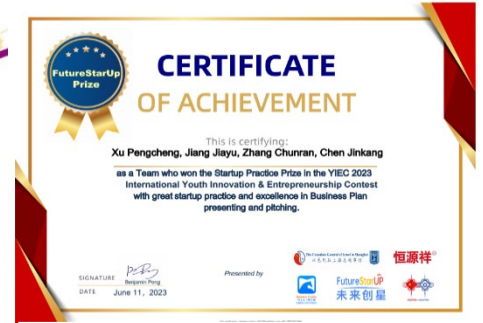 FutureStarUp
Prize
CERTIFICATE
OF ACHIEVEMENT
This is certifying:
Xu Pengcheng, Jiang Jiayu, Zhang Chunran, Chen Jinkang
as a Team who won the Startup Practice Prize in the YIEC 2023
International Youth Innovation & Entrepreneurship Contest
with great startup practice and excellence in Business Plan
presenting and pitching.
SIGNATURE
Benjamin Peng
DATE June 11, 2023
Presented by
恒源祥
FutureStarUP
未来创星